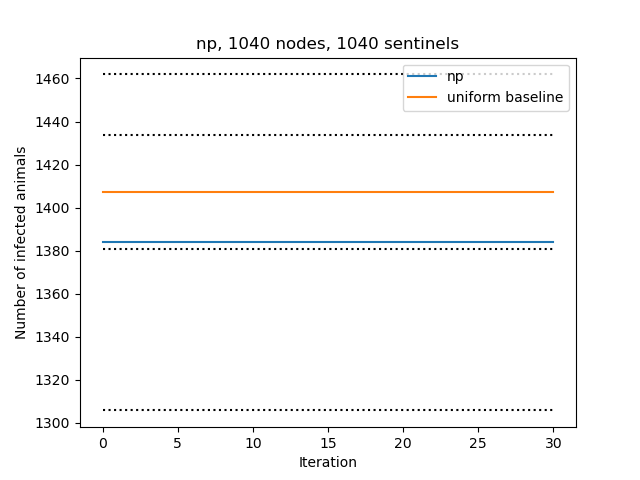 np, 1040 nodes, 1040 sentinels
np
uniform baseline
Number of infected animals
1460
1440
1420
1400
1380
1360
1340
1320
1300
0 5 10 15 20 25 30
Iteration